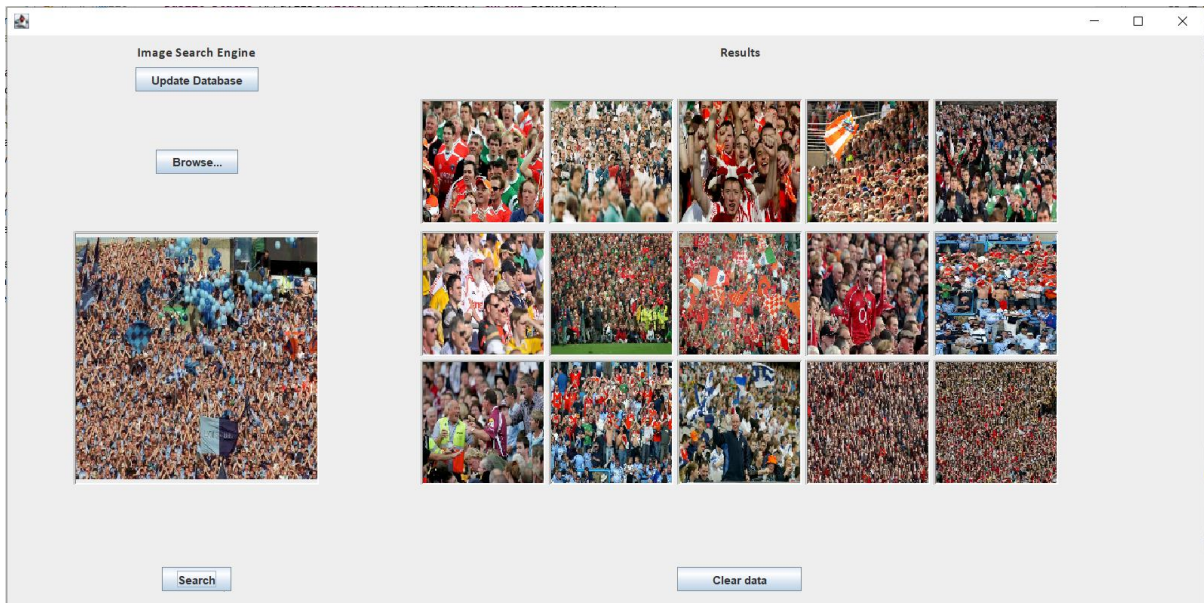 Image Search Engine
Results
Update Database
Browse...
Search
Clear data